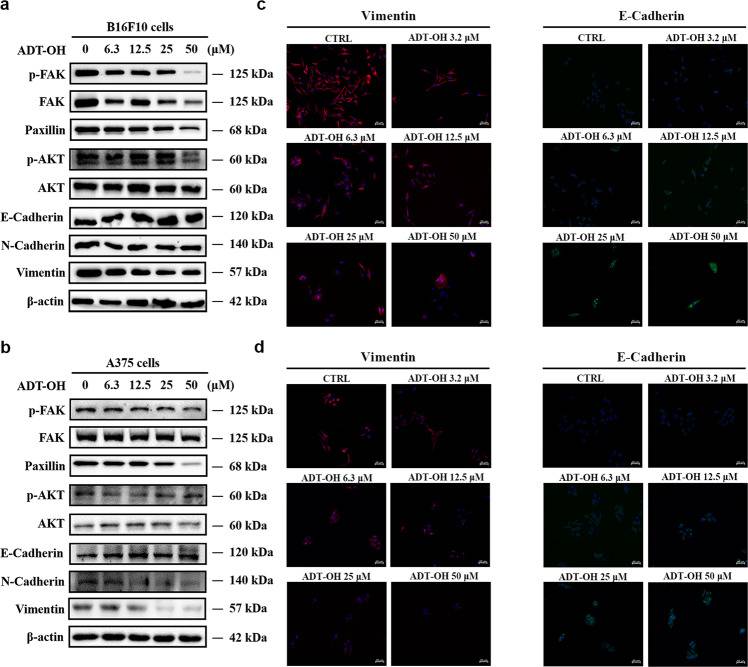 a
B16F10 cells
ADT-OH 0 6.3 12.5 25 50 (μM)
p-FAK 125 kDa
FAK 125 kDa
Paxillin 68 kDa
p-AKT 60 kDa
AKT 60 kDa
E-Cadherin 120 kDa
N-Cadherin 140 kDa
Vimentin 57 kDa
β-actin 42 kDa
b
A375 cells
ADT-OH 0 6.3 12.5 25 50 (μM)
p-FAK 125 kDa
FAK 125 kDa
Paxillin 68 kDa
p-AKT 60 kDa
AKT 60 kDa
E-Cadherin 120 kDa
N-Cadherin 140 kDa
Vimentin 57 kDa
β-actin 42 kDa
c
Vimentin
CTRL ADT-OH 3.2 μM
ADT-OH 6.3 μM ADT-OH 12.5 μM
ADT-OH 25 μM ADT-OH 50 μM
E-Cadherin
CTRL ADT-OH 3.2 μM
ADT-OH 6.3 μM ADT-OH 12.5 μM
ADT-OH 25 μM ADT-OH 50 μM
d
Vimentin
CTRL ADT-OH 3.2 μM
ADT-OH 6.3 μM ADT-OH 12.5 μM
ADT-OH 25 μM ADT-OH 50 μM
E-Cadherin
CTRL ADT-OH 3.2 μM
ADT-OH 6.3 μM ADT-OH 12.5 μM
ADT-OH 25 μM ADT-OH 50 μM